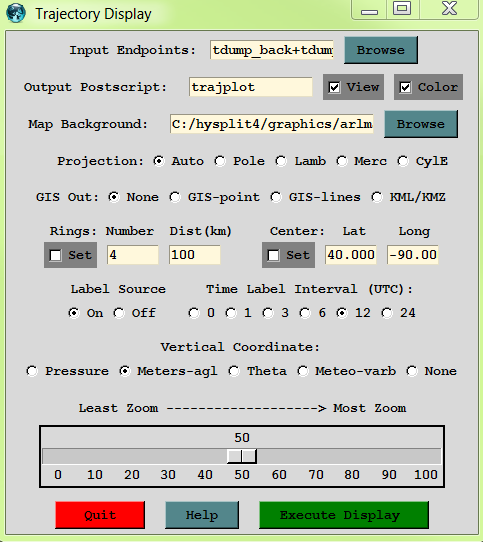 Trajectory Display
Input Endpoints: tdump_back+tdum Browse
Output Postscript: trajplot View Color
Map Background: C:/hysplit4/graphics/arlma Browse
Projection: Auto Pole Lamb Merc CylE
GIS Out: None GIS-point GIS-lines KML/KMZ
Rings: Number Dist(km) Center: Lat Long
Set 4 100 Set 40.000 -90.00
Label Source Time Label Interval (UTC):
On Off 0 1 3 6 12 24
Vertical Coordinate:
Pressure Meters-agl Theta Meteo-varb None
Least Zoom ------------------> Most Zoom
50
0 10 20 30 40 50 60 70 80 90 100
Quit Help Execute Display